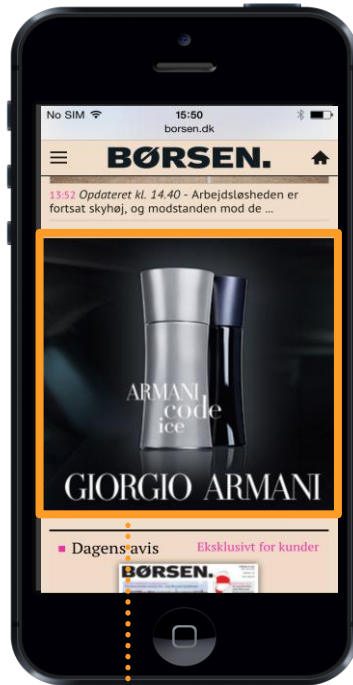 No SIM 15:50
borsen.dk
BØRSEN.
13:52 Opdateret kl. 14.40 - Arbejdsløsheden er
fortsat skyhøj, og modstanden mod de ...
ARMANI
code
ice
GIORGIO ARMANI
Dagens avis Eksklusivt for kunder
BØRSEN.